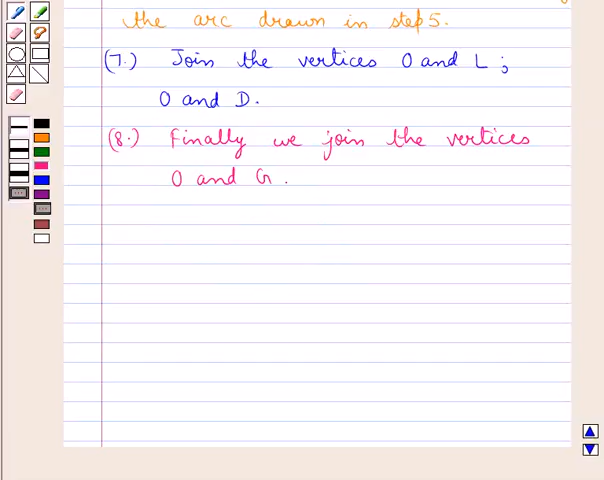 the arc drawn in step 5.
(7.) Join the vertices O and L ;
O and D.
(8.) Finally we join the vertices
O and G .